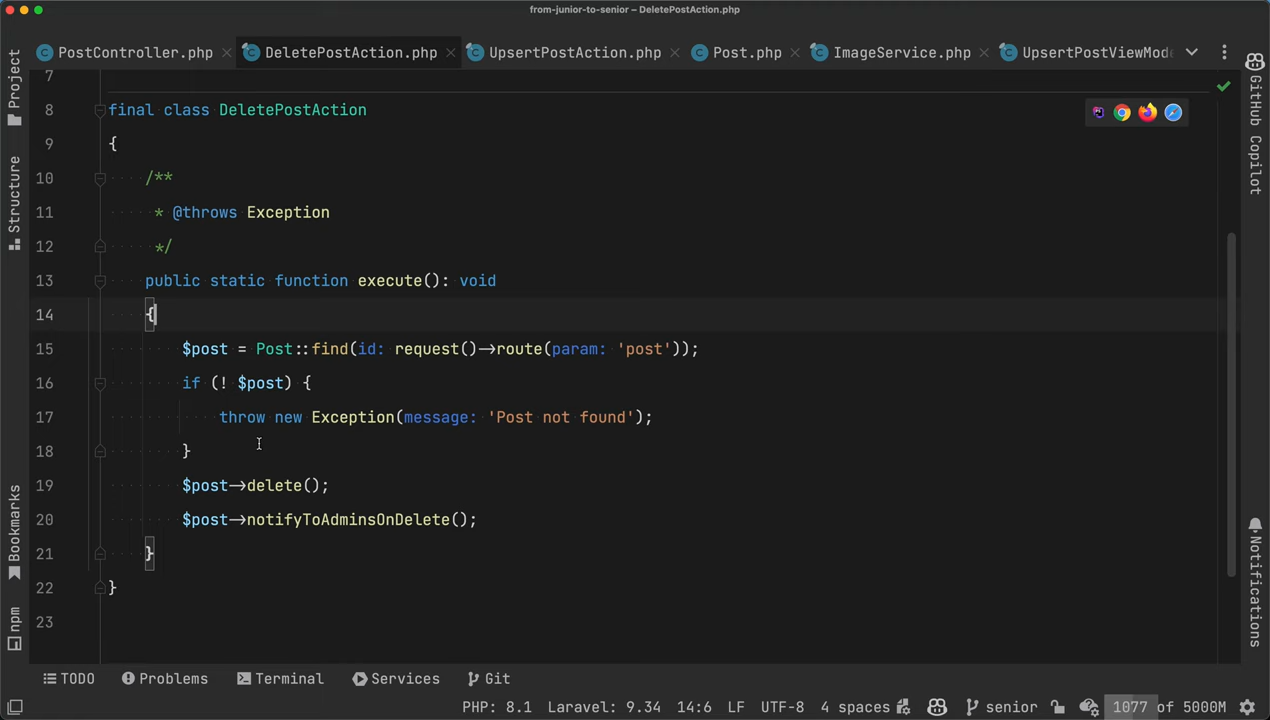 from-junior-to-senior – DeletePostAction.php
PostController.php
DeletePostAction.php
UpsertPostAction.php
Post.php
ImageService.php
UpsertPostViewMode
Project
Structure
Bookmarks
npm
GitHub Copilot
Notifications
7
8 final class DeletePostAction
9 {
10 /**
11 * @throws Exception
12 */
13 public static function execute(): void
14 {
15 $post = Post::find(id: request()->route(param: 'post'));
16 if (! $post) {
17 throw new Exception(message: 'Post not found');
18 }
19 $post->delete();
20 $post->notifyToAdminsOnDelete();
21 }
22 }
23
TODO Problems Terminal Services Git
PHP: 8.1 Laravel: 9.34 14:6 LF UTF-8 4 spaces senior 1077 of 5000M